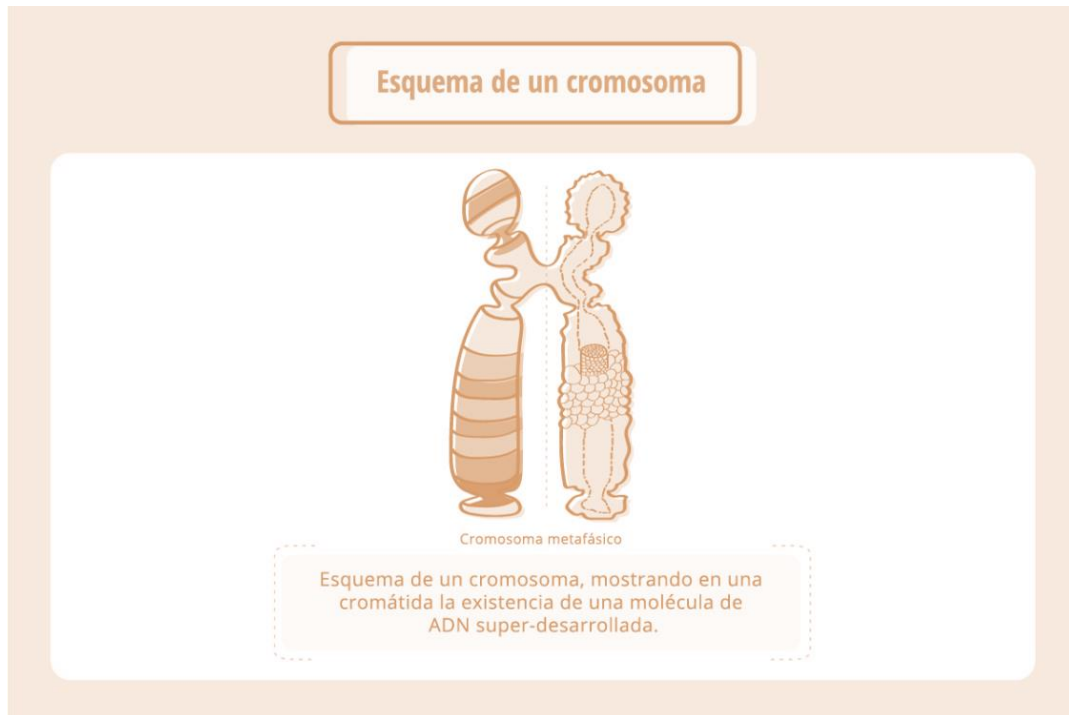 Esquema de un cromosoma
Cromosoma metafásico
Esquema de un cromosoma, mostrando en una
cromátida la existencia de una molécula de
ADN super-desarrollada.